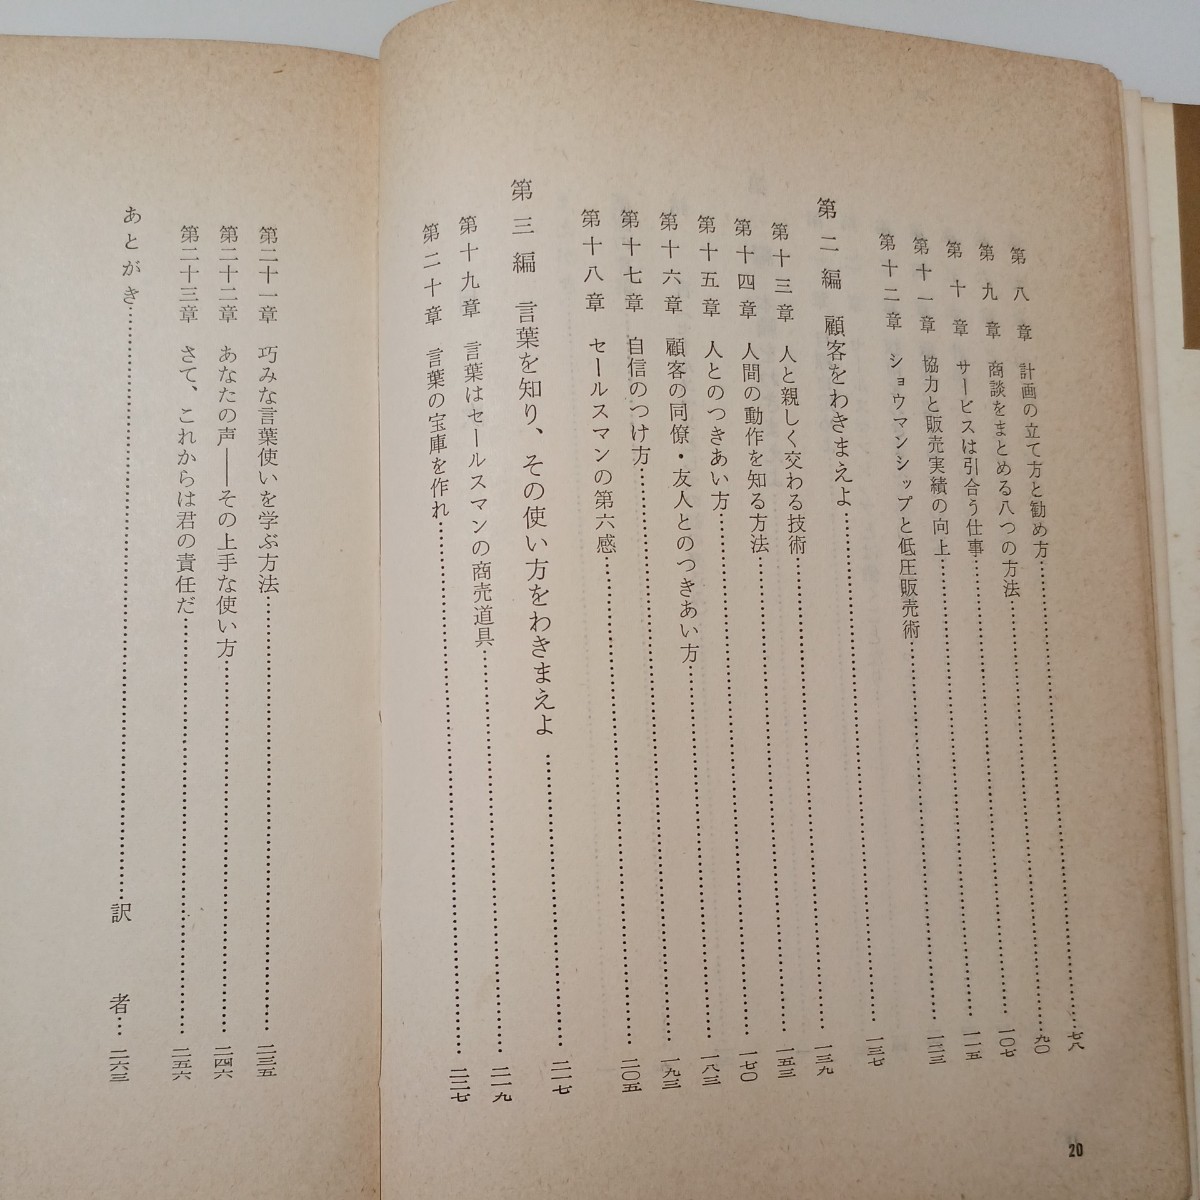 第八章 計画の立て方と勧め方……七八
第九章 商談をまとめる八つの方法……九〇
第十章 サービスは引合う仕事……一〇七
第十一章 協力と販売実績の向上……一一五
第十二章 ショウマンシップと低圧販売術……一二三
第二編 顧客をわきまえよ……一三七
第十三章 人と親しく交わる技術……一三九
第十四章 人間の動作を知る方法……一五三
第十五章 人とのつきあい方……一七〇
第十六章 顧客の同僚・友人とのつきあい方……一八三
第十七章 自信のつけ方……一九三
第十八章 セールスマンの第六感……二〇五
第三編 言葉を知り、その使い方をわきまえよ……二一七
第十九章 言葉はセールスマンの商売道具……二一九
第二十章 言葉の宝庫を作れ……二二七
20
第二十一章 巧みな言葉使いを学ぶ方法……二三五
第二十二章 あなたの声――その上手な使い方……二四六
第二十三章 さて、これからは君の責任だ……二五六
あとがき……訳 者…二六三